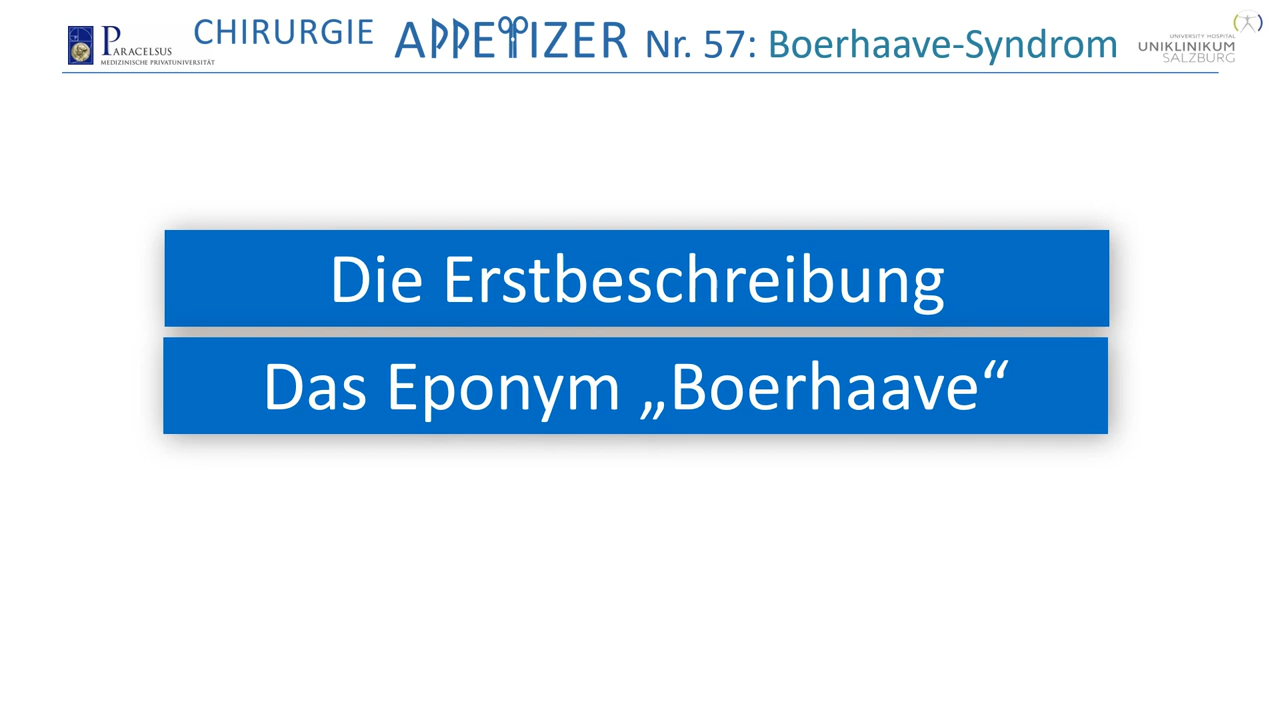 PARACELSUS
MEDIZINISCHE PRIVATUNIVERSITÄT
CHIRURGIE APPETIZER Nr. 57: Boerhaave-Syndrom
UNIVERSITY HOSPITAL
UNIKLINIKUM
SALZBURG
Die Erstbeschreibung
Das Eponym „Boerhaave“